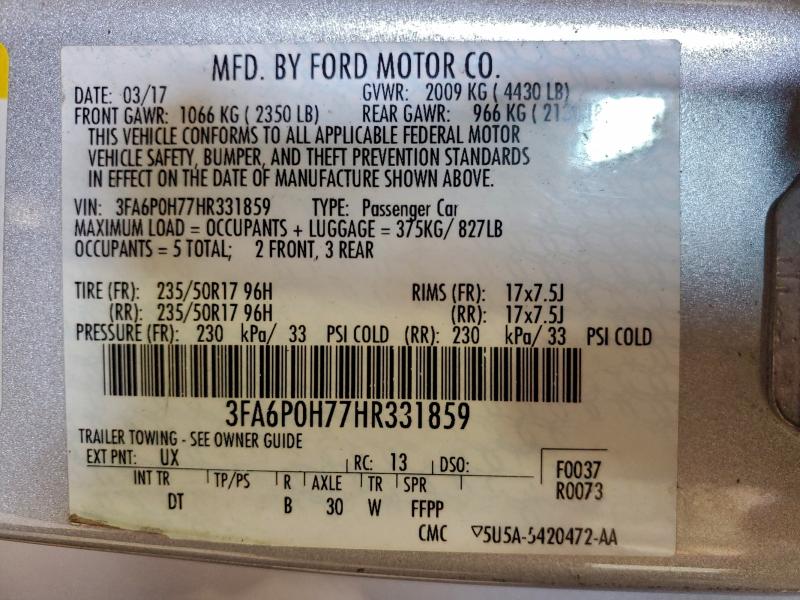 MFD. BY FORD MOTOR CO.
DATE: 03/17 GVWR: 2009 KG ( 4430 LB)
FRONT GAWR: 1066 KG ( 2350 LB) REAR GAWR: 966 KG (
THIS VEHICLE CONFORMS TO ALL APPLICABLE FEDERAL MOTOR
VEHICLE SAFETY, BUMPER, AND THEFT PREVENTION STANDARDS
IN EFFECT ON THE DATE OF MANUFACTURE SHOWN ABOVE.
VIN: 3FA6P0H77HR331859 TYPE: Passenger Car
MAXIMUM LOAD = OCCUPANTS + LUGGAGE = 375KG/ 827LB
OCCUPANTS = 5 TOTAL; 2 FRONT, 3 REAR
TIRE (FR): 235/50R17 96H RIMS (FR): 17x7.5J
(RR): 235/50R17 96H (RR): 17x7.5J
PRESSURE (FR): 230 kPa/ 33 PSI COLD (RR): 230 kPa/ 33 PSI COLD
3FA6P0H77HR331859
TRAILER TOWING - SEE OWNER GUIDE
EXT PNT: UX RC: 13 DSO: F0037
INT TR TP/PS R AXLE TR SPR R0073
DT B 30 W FFPP
CMC ▽5U5A-5420472-AA